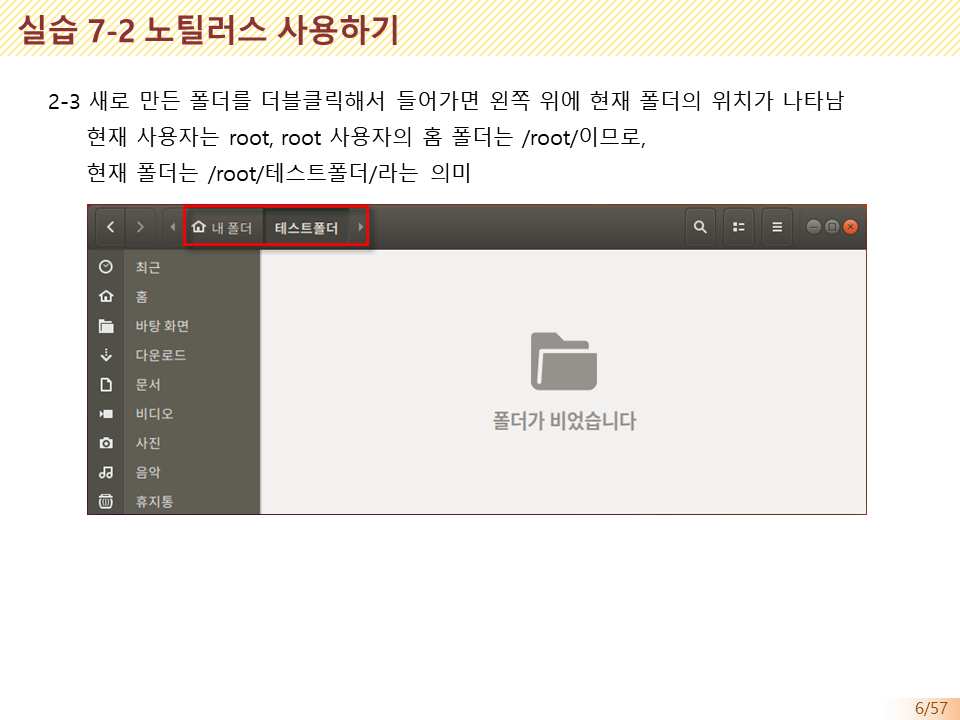 실습 7-2 노틸러스 사용하기
2-3 새로 만든 폴더를 더블클릭해서 들어가면 왼쪽 위에 현재 폴더의 위치가 나타남
현재 사용자는 root, root 사용자의 홈 폴더는 /root/이므로,
현재 폴더는 /root/테스트폴더/라는 의미
내 폴더 테스트폴더
최근
홈
바탕 화면
다운로드
문서
비디오
사진
음악
휴지통
폴더가 비었습니다
6/57